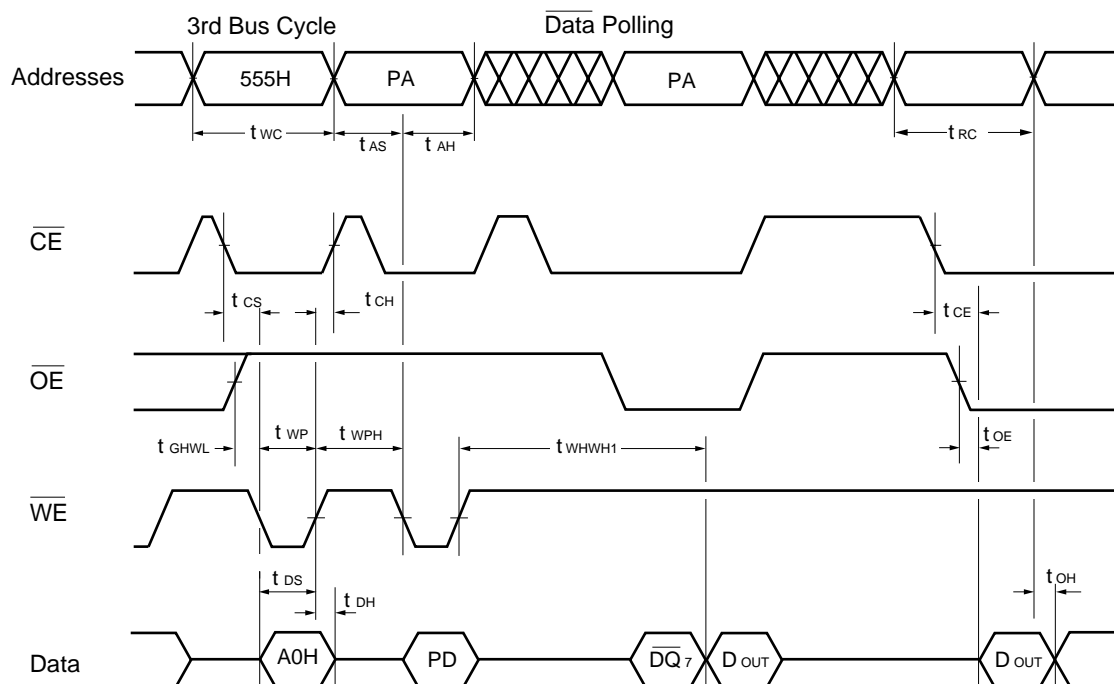 3rd Bus Cycle
Data Polling
Addresses
555H
PA
PA
t WC
t AS
t AH
t RC
CE
t CS
t CH
t CE
OE
t GHWL
t WP
t WPH
t WHWH1
t OE
WE
t DS
t DH
t OH
Data
A0H
PD
DQ 7
D OUT
D OUT